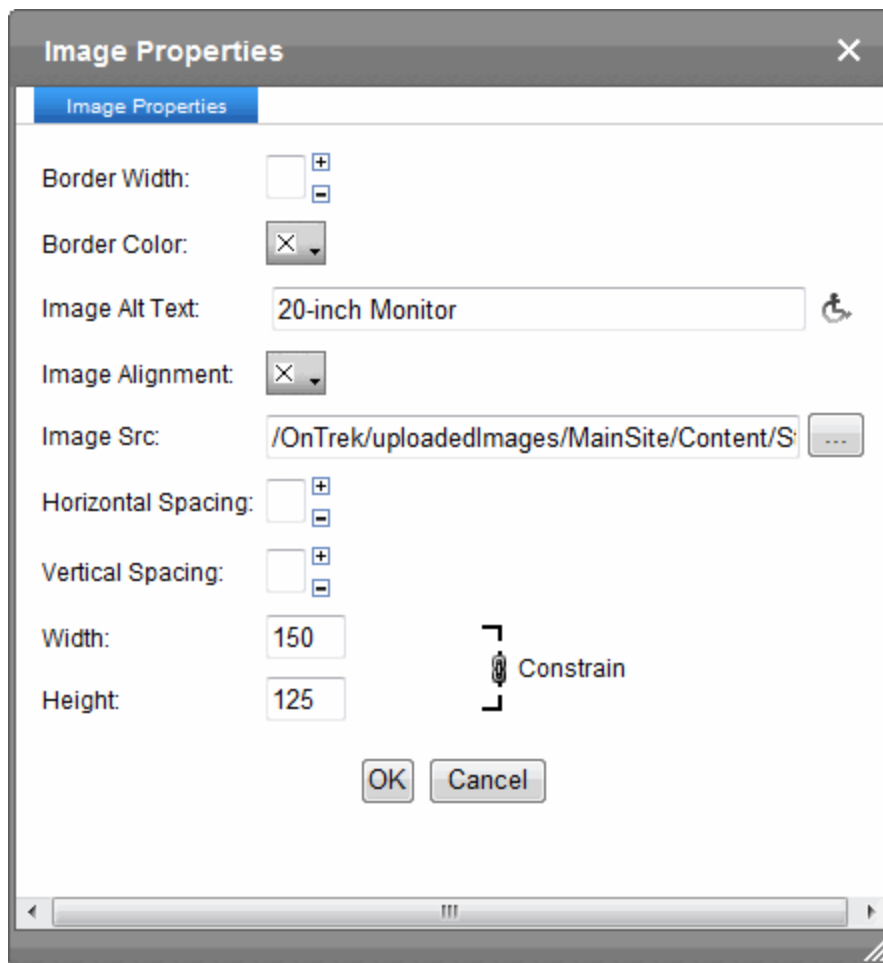 Image Properties
Image Properties
Border Width:
Border Color:
Image Alt Text: 20-inch Monitor
Image Alignment:
Image Src: /OnTrek/uploadedImages/MainSite/Content/ ...
Horizontal Spacing:
Vertical Spacing:
Width: 150
Constrain
Height: 125
OK Cancel